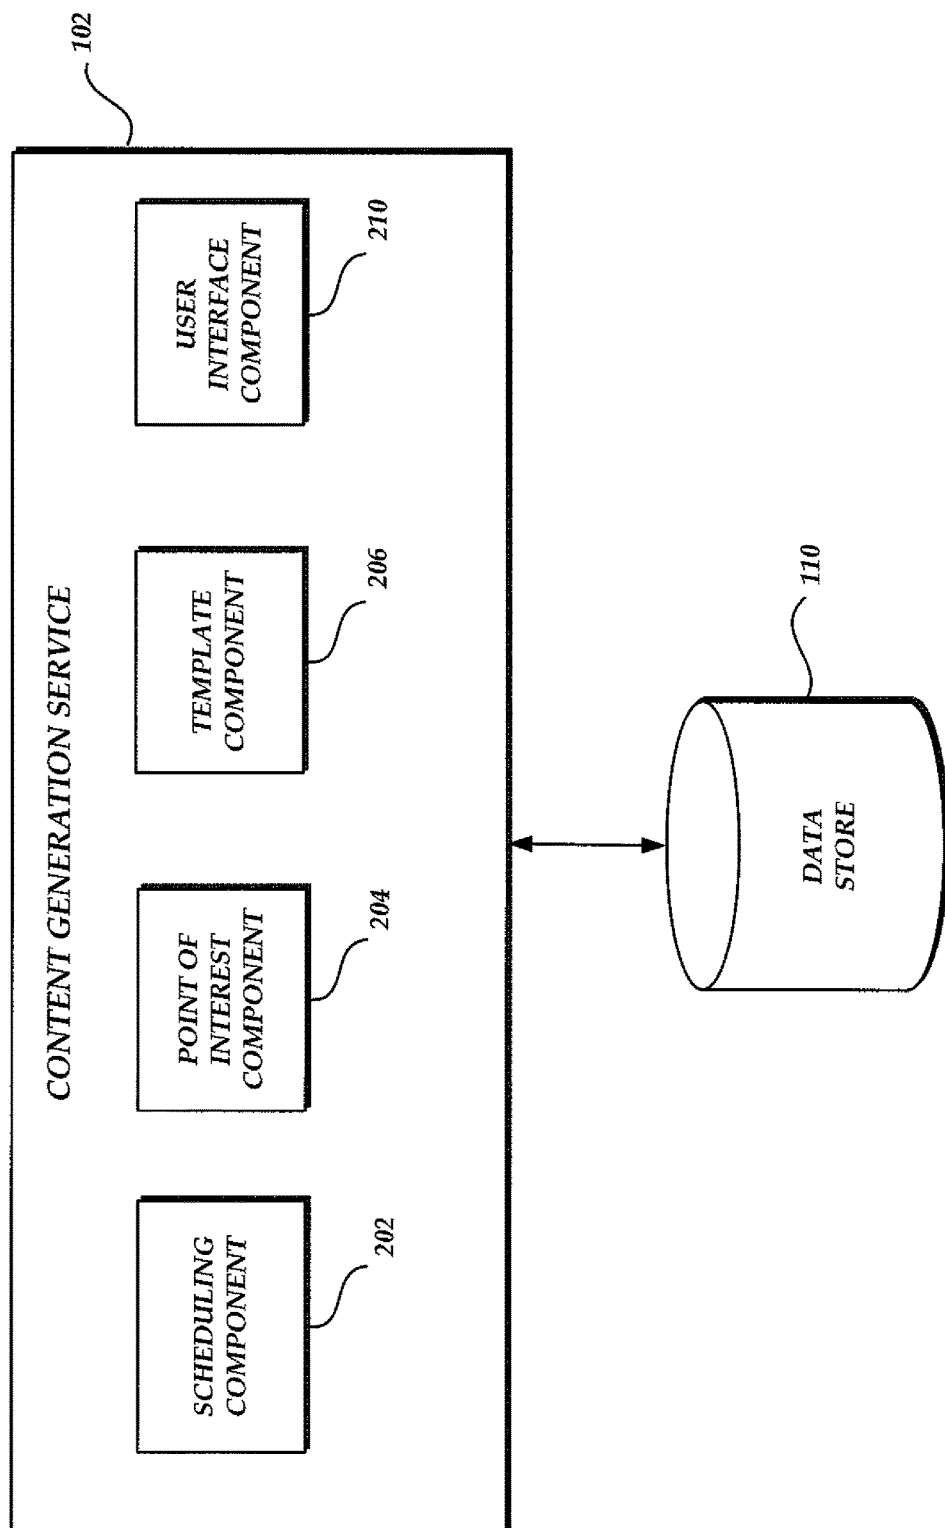 102
CONTENT GENERATION SERVICE
SCHEDULING
COMPONENT
202
POINT OF
INTEREST
COMPONENT
204
TEMPLATE
COMPONENT
206
USER
INTERFACE
COMPONENT
210
DATA
STORE
110